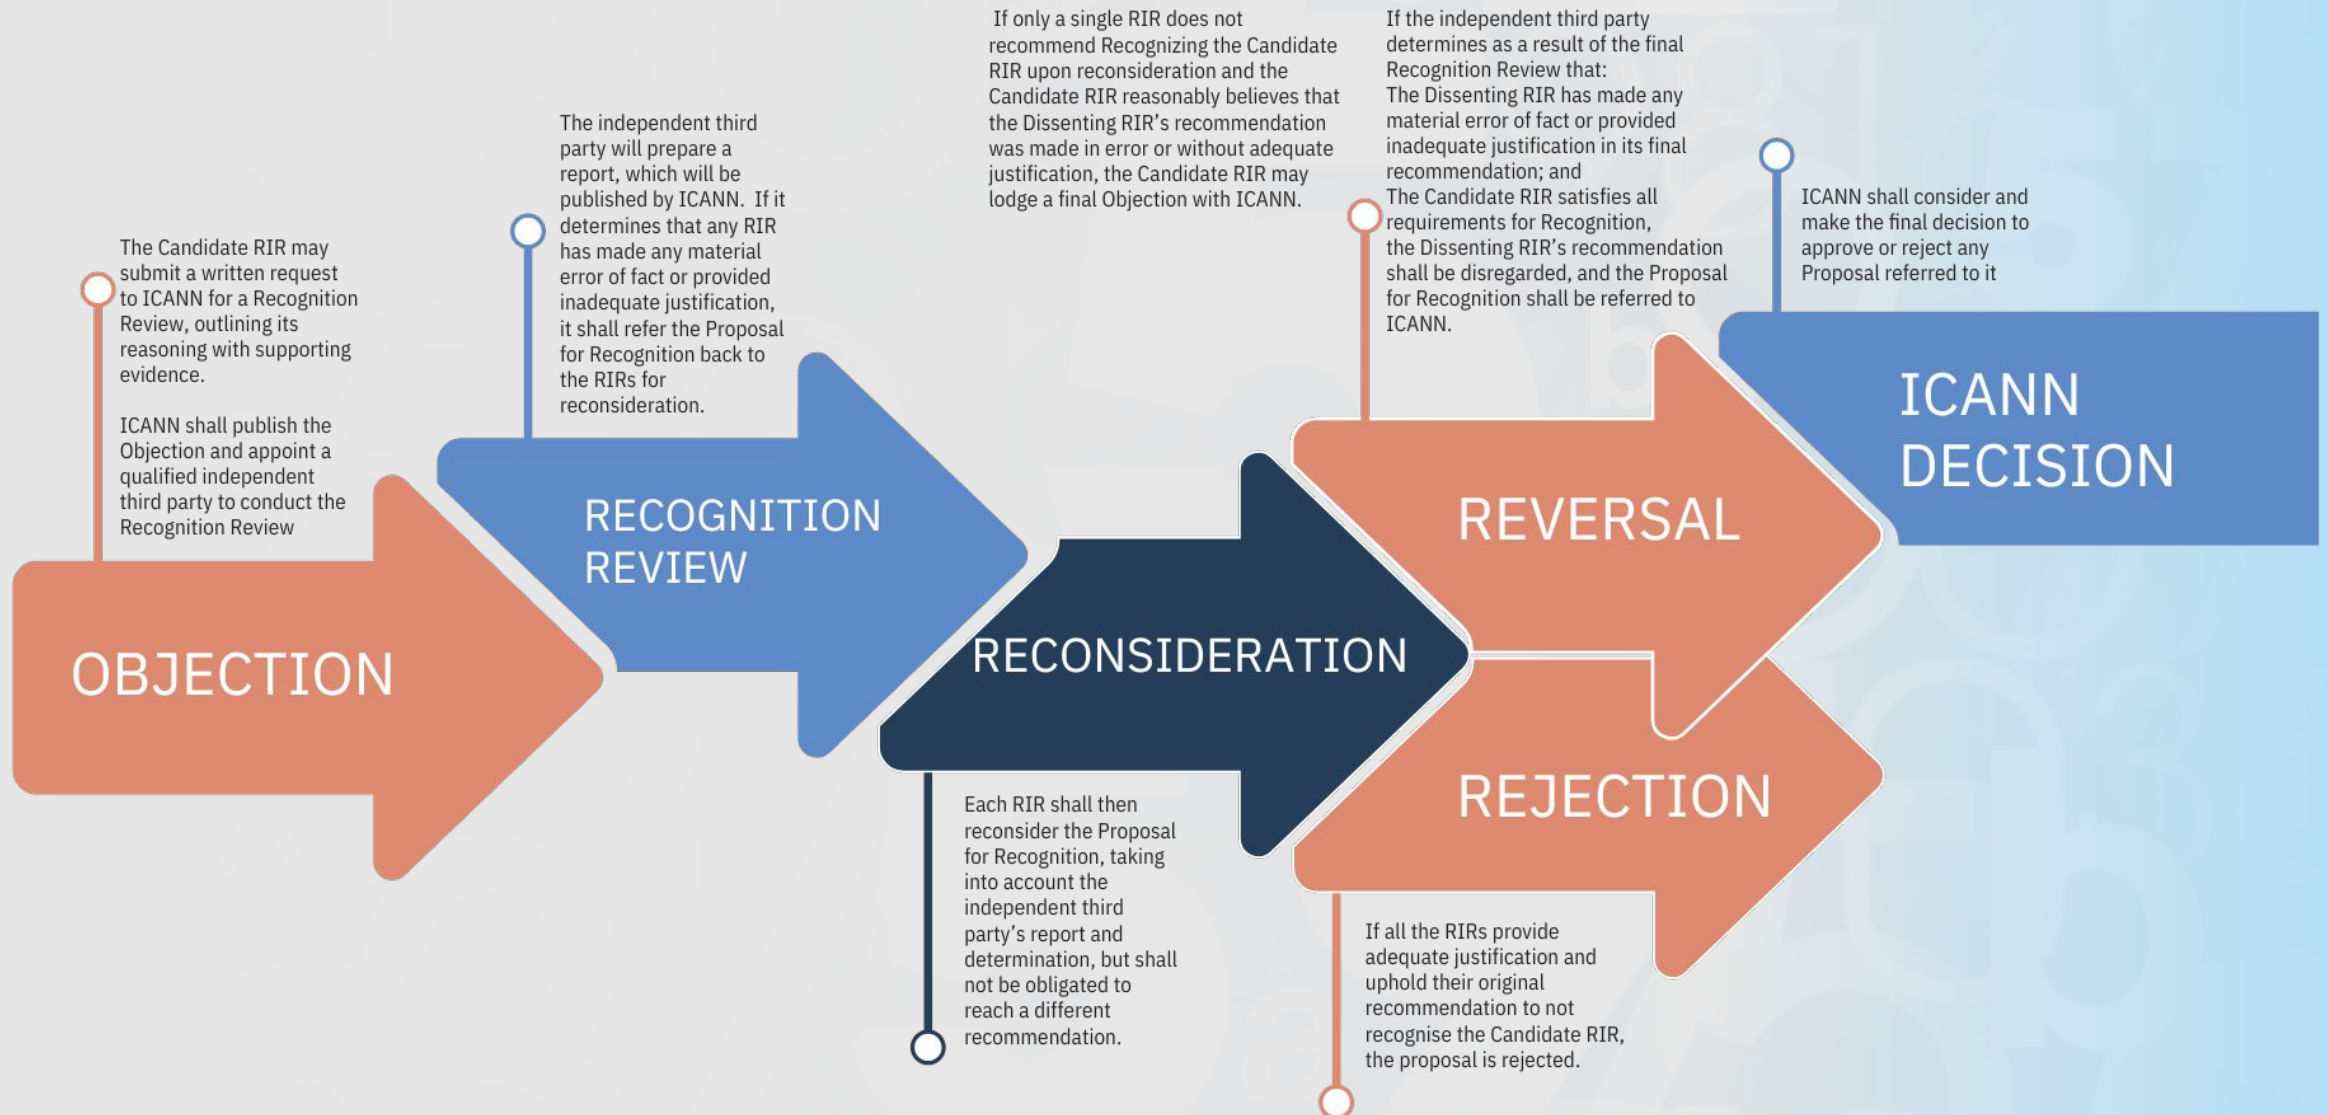 The Candidate RIR may
submit a written request
to ICANN for a Recognition
Review, outlining its
reasoning with supporting
evidence.
ICANN shall publish the
Objection and appoint a
qualified independent
third party to conduct the
Recognition Review
OBJECTION
The independent third
party will prepare a
report, which will be
published by ICANN. If it
determines that any RIR
has made any material
error of fact or provided
inadequate justification,
it shall refer the Proposal
for Recognition back to
the RIRs for
reconsideration.
RECOGNITION
REVIEW
If only a single RIR does not
recommend Recognizing the Candidate
RIR upon reconsideration and the
Candidate RIR reasonably believes that
the Dissenting RIR’s recommendation
was made in error or without adequate
justification, the Candidate RIR may
lodge a final Objection with ICANN.
RECONSIDERATION
Each RIR shall then
reconsider the Proposal
for Recognition, taking
into account the
independent third
party’s report and
determination, but shall
not be obligated to
reach a different
recommendation.
If the independent third party
determines as a result of the final
Recognition Review that:
The Dissenting RIR has made any
material error of fact or provided
inadequate justification in its final
recommendation; and
The Candidate RIR satisfies all
requirements for Recognition,
the Dissenting RIR’s recommendation
shall be disregarded, and the Proposal
for Recognition shall be referred to
ICANN.
REVERSAL
REJECTION
If all the RIRs provide
adequate justification and
uphold their original
recommendation to not
recognise the Candidate RIR,
the proposal is rejected.
ICANN shall consider and
make the final decision to
approve or reject any
Proposal referred to it
ICANN
DECISION